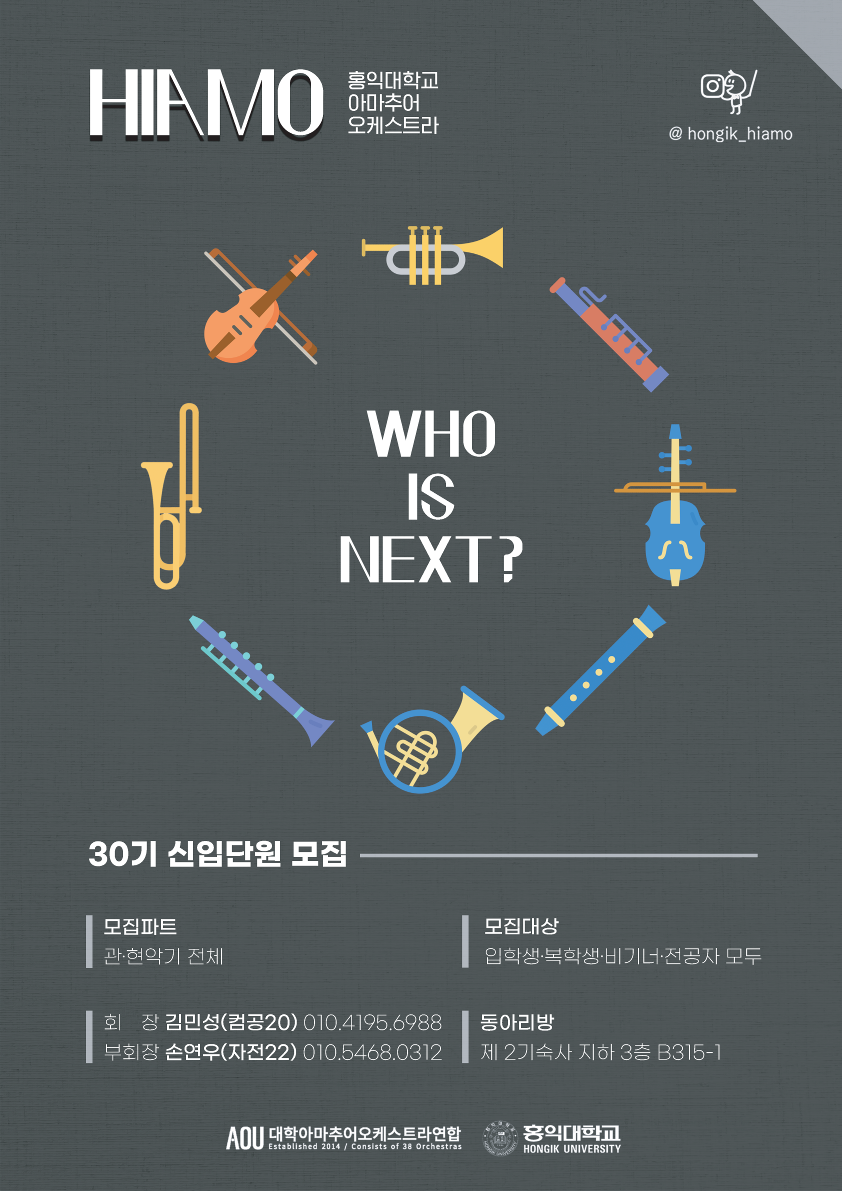 HIAMO
홍익대학교
아마추어
오케스트라
@ hongik_hiamo
WHO
IS
NEXT?
30기 신입단원 모집
모집파트
관·현악기 전체
모집대상
입학생·복학생·비기너·전공자 모두
회 장 김민성(컴공20) 010.4195.6988
부회장 손연우(자전22) 010.5468.0312
동아리방
제 2기숙사 지하 3층 B315-1
AOU 대학아마추어오케스트라연합
Established 2014 / Consists of 38 Orchestras
홍익대학교
HONGIK UNIVERSITY